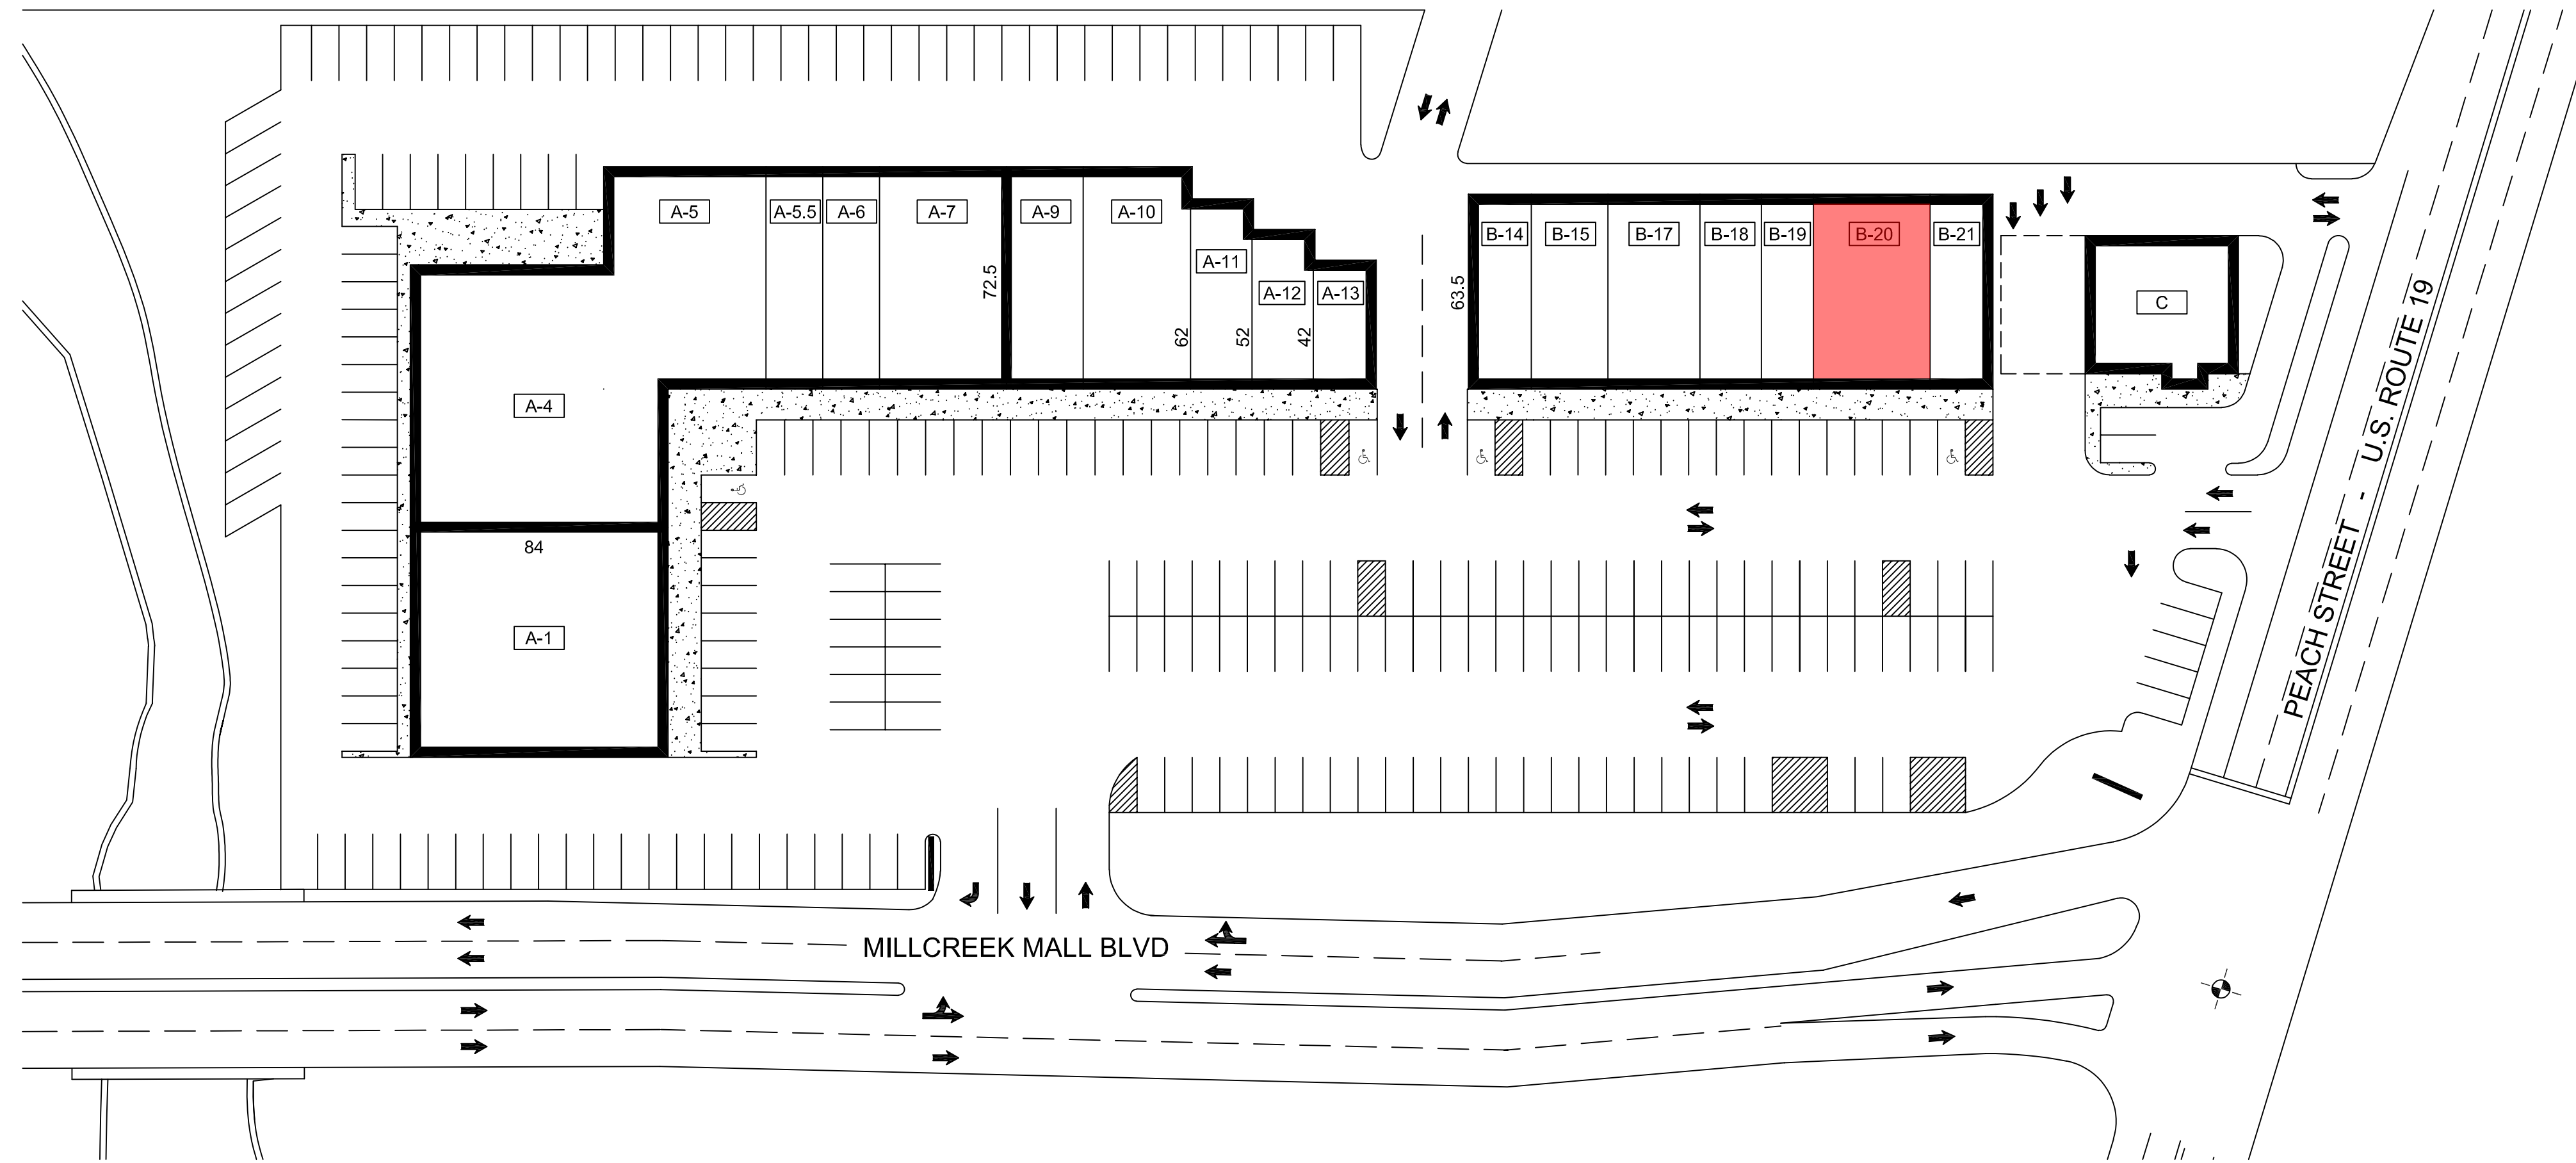 A-5
A-5.5
A-6
A-7
A-9
A-10
A-11
A-12
A-13
B-14
B-15
B-17
B-18
B-19
B-20
B-21
C
72.5
62
52
42
63.5
A-4
84
A-1
PEACH STREET - U.S. ROUTE 19
MILLCREEK MALL BLVD